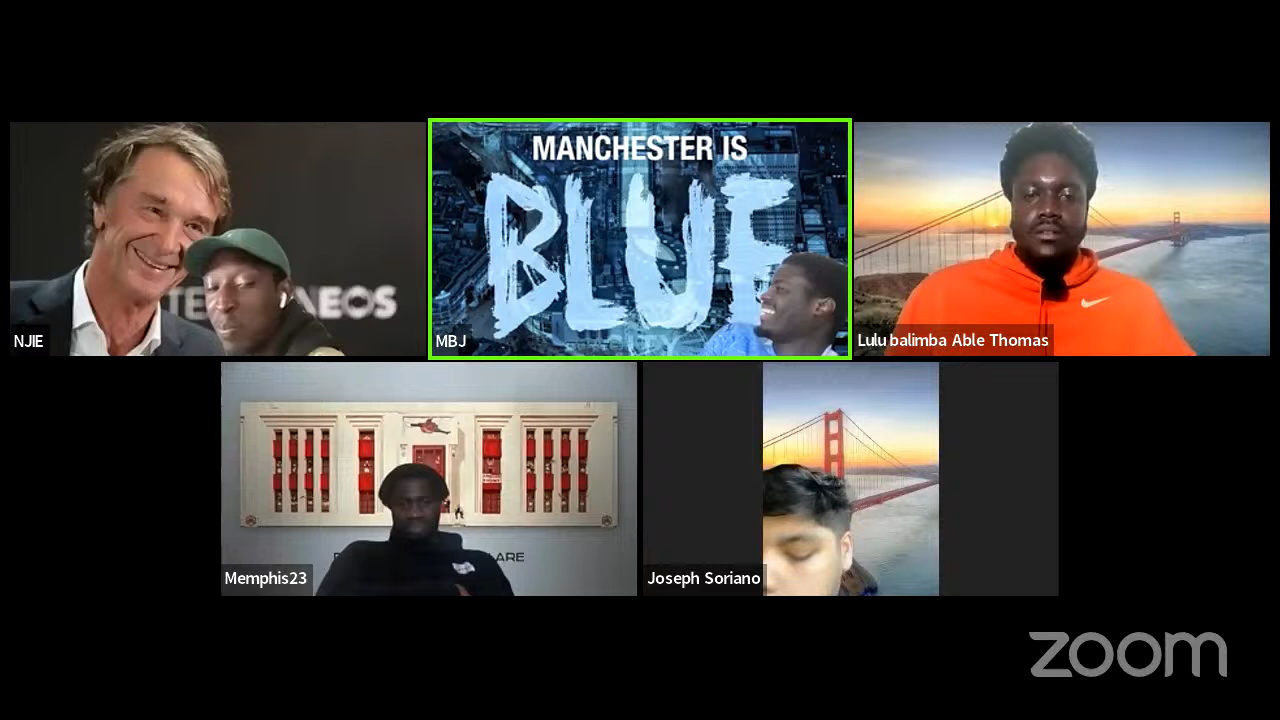 MANCHESTER IS
BLUE
NJIE
MBJ
Lulu balimba Able Thomas
Memphis23
Joseph Soriano
zoom